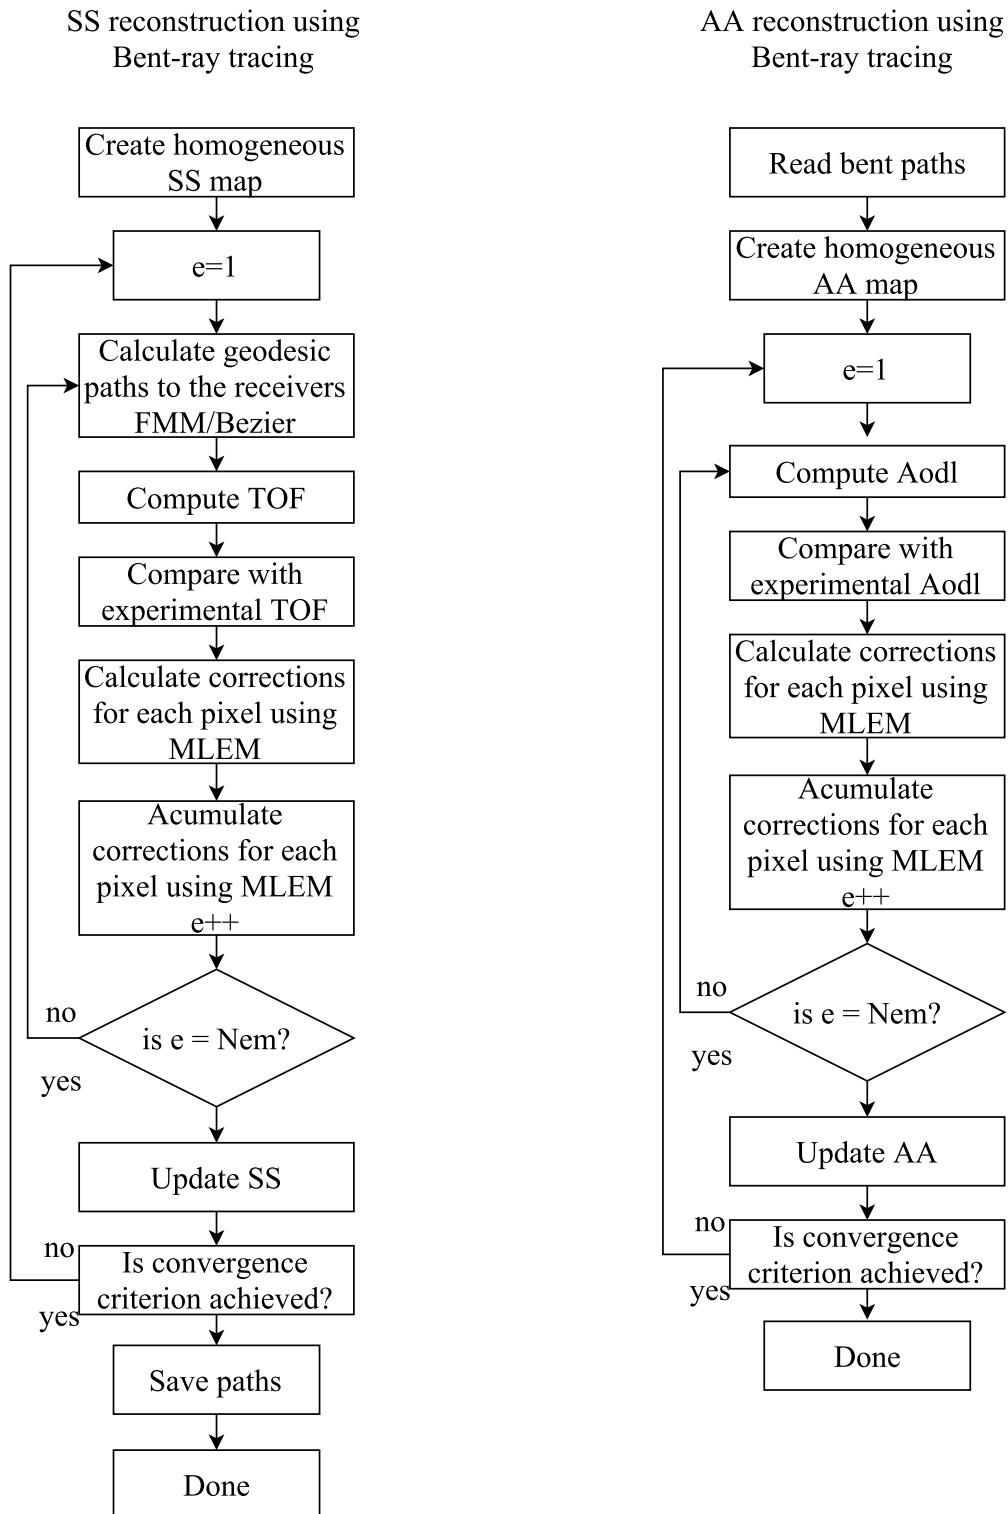 SS reconstruction using
Bent-ray tracing
Create homogeneous
SS map
e=1
Calculate geodesic
paths to the receivers
FMM/Bezier
Compute TOF
Compare with
experimental TOF
Calculate corrections
for each pixel using
MLEM
Acumulate
corrections for each
pixel using MLEM
e++
no
is e = Nem?
yes
Update SS
no
Is convergence
criterion achieved?
yes
Save paths
Done
AA reconstruction using
Bent-ray tracing
Read bent paths
Create homogeneous
AA map
e=1
Compute Aodl
Compare with
experimental Aodl
Calculate corrections
for each pixel using
MLEM
Acumulate
corrections for each
pixel using MLEM
e++
no
is e = Nem?
yes
Update AA
no
Is convergence
criterion achieved?
yes
Done